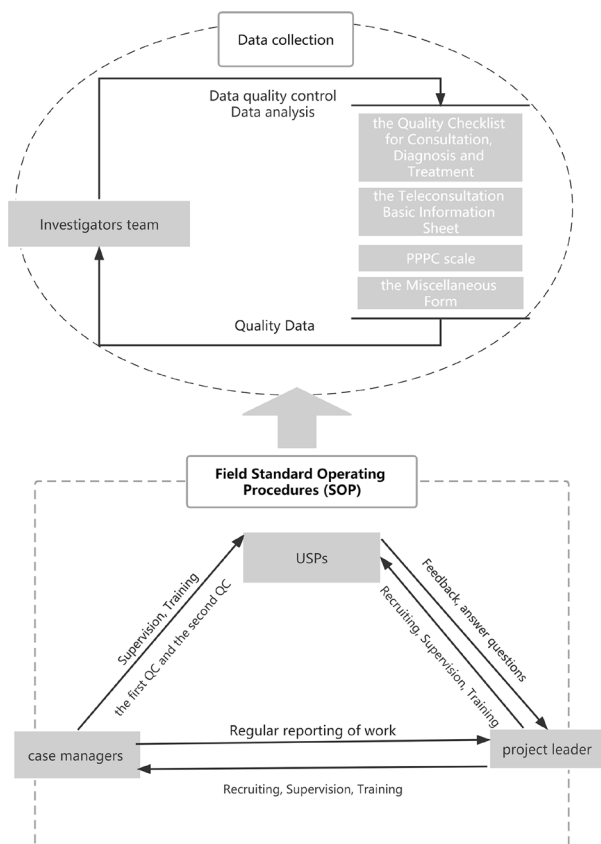 Data collection
Data quality control
Data analysis
the Quality Checklist
for Consultation,
Diagnosis and
Treatment
the Teleconsultation
Basic Information
Sheet
Investigators team
PPPC scale
the Miscellaneous
Form
Quality Data
Field Standard Operating
Procedures (SOP)
USPs
Supervision, Training
the first QC and the second QC
Feedback, answer questions
Recruiting, Supervision, Training
Regular reporting of work
case managers
project leader
Recruiting, Supervision, Training